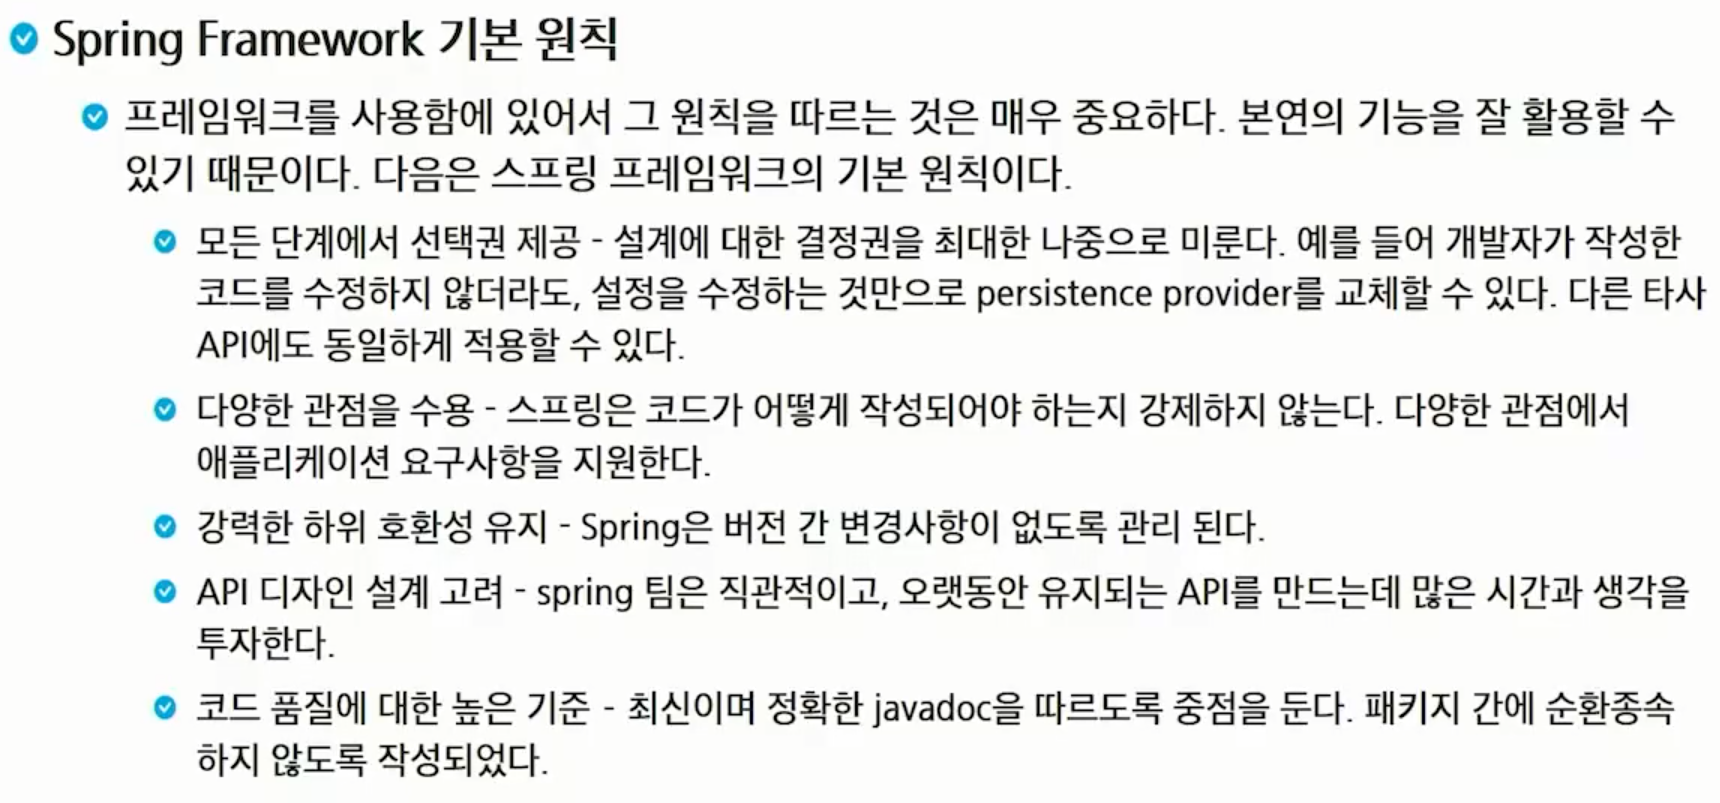 Spring Framework 기본 원칙
프레임워크를 사용함에 있어서 그 원칙을 따르는 것은 매우 중요하다. 본연의 기능을 잘 활용할 수
있기 때문이다. 다음은 스프링 프레임워크의 기본 원칙이다.
모든 단계에서 선택권 제공 - 설계에 대한 결정권을 최대한 나중으로 미룬다. 예를 들어 개발자가 작성한
코드를 수정하지 않더라도, 설정을 수정하는 것만으로 persistence provider를 교체할 수 있다. 다른 타사
API에도 동일하게 적용할 수 있다.
다양한 관점을 수용 - 스프링은 코드가 어떻게 작성되어야 하는지 강제하지 않는다. 다양한 관점에서
애플리케이션 요구사항을 지원한다.
강력한 하위 호환성 유지 - Spring은 버전 간 변경사항이 없도록 관리 된다.
API 디자인 설계 고려 - spring 팀은 직관적이고, 오랫동안 유지되는 API를 만드는데 많은 시간과 생각을
투자한다.
코드 품질에 대한 높은 기준 - 최신이며 정확한 javadoc을 따르도록 중점을 둔다. 패키지 간에 순환종속
하지 않도록 작성되었다.